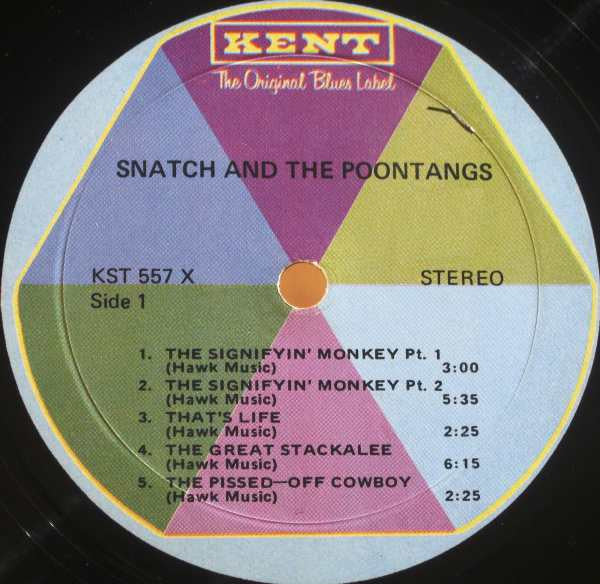 KENT
The Original Blues Label
SNATCH AND THE POONTANGS
KST 557 X STEREO
Side 1
1. THE SIGNIFYIN' MONKEY Pt. 1
(Hawk Music) 3:00
2. THE SIGNIFYIN' MONKEY Pt. 2
(Hawk Music) 5:35
3. THAT'S LIFE
(Hawk Music) 2:25
4. THE GREAT STACKALEE
(Hawk Music) 6:15
5. THE PISSED—OFF COWBOY
(Hawk Music) 2:25